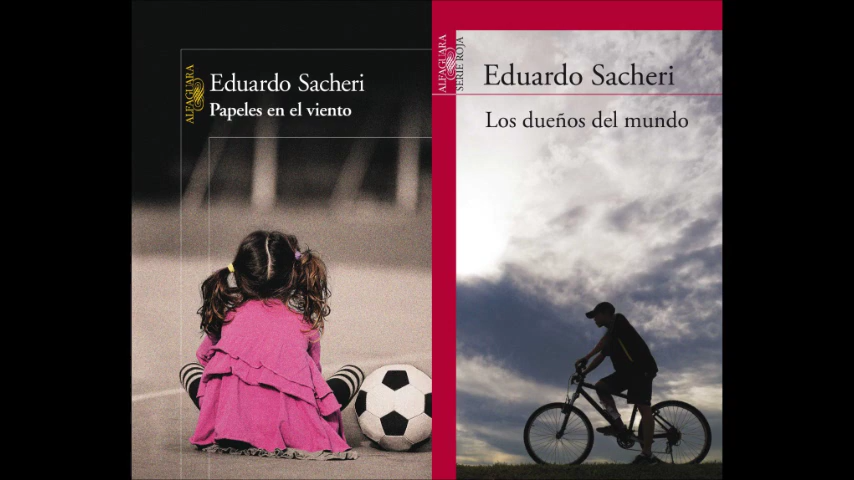 ALFAGUARA
Eduardo Sacheri
Papeles en el viento
ALFAGUARA
SERIE ROJA
Eduardo Sacheri
Los dueños del mundo